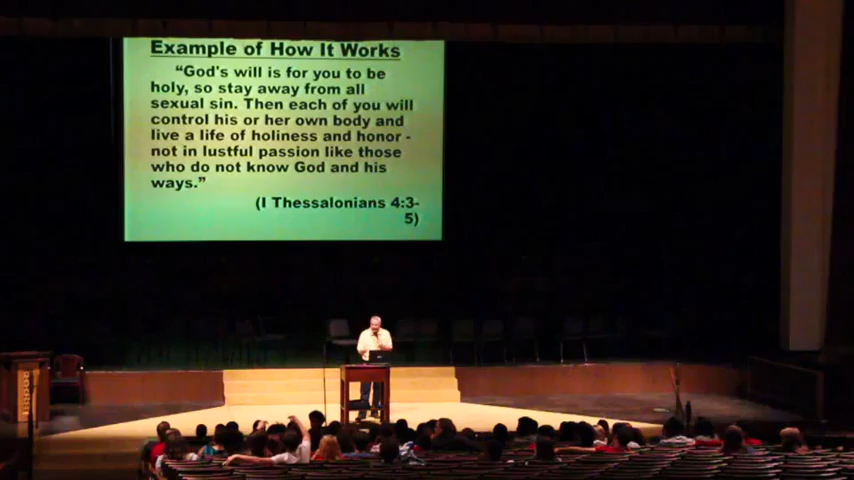 Example of How It Works
“God's will is for you to be
holy, so stay away from all
sexual sin. Then each of you will
control his or her own body and
live a life of holiness and honor -
not in lustful passion like those
who do not know God and his
ways.”
(I Thessalonians 4:3-
5)